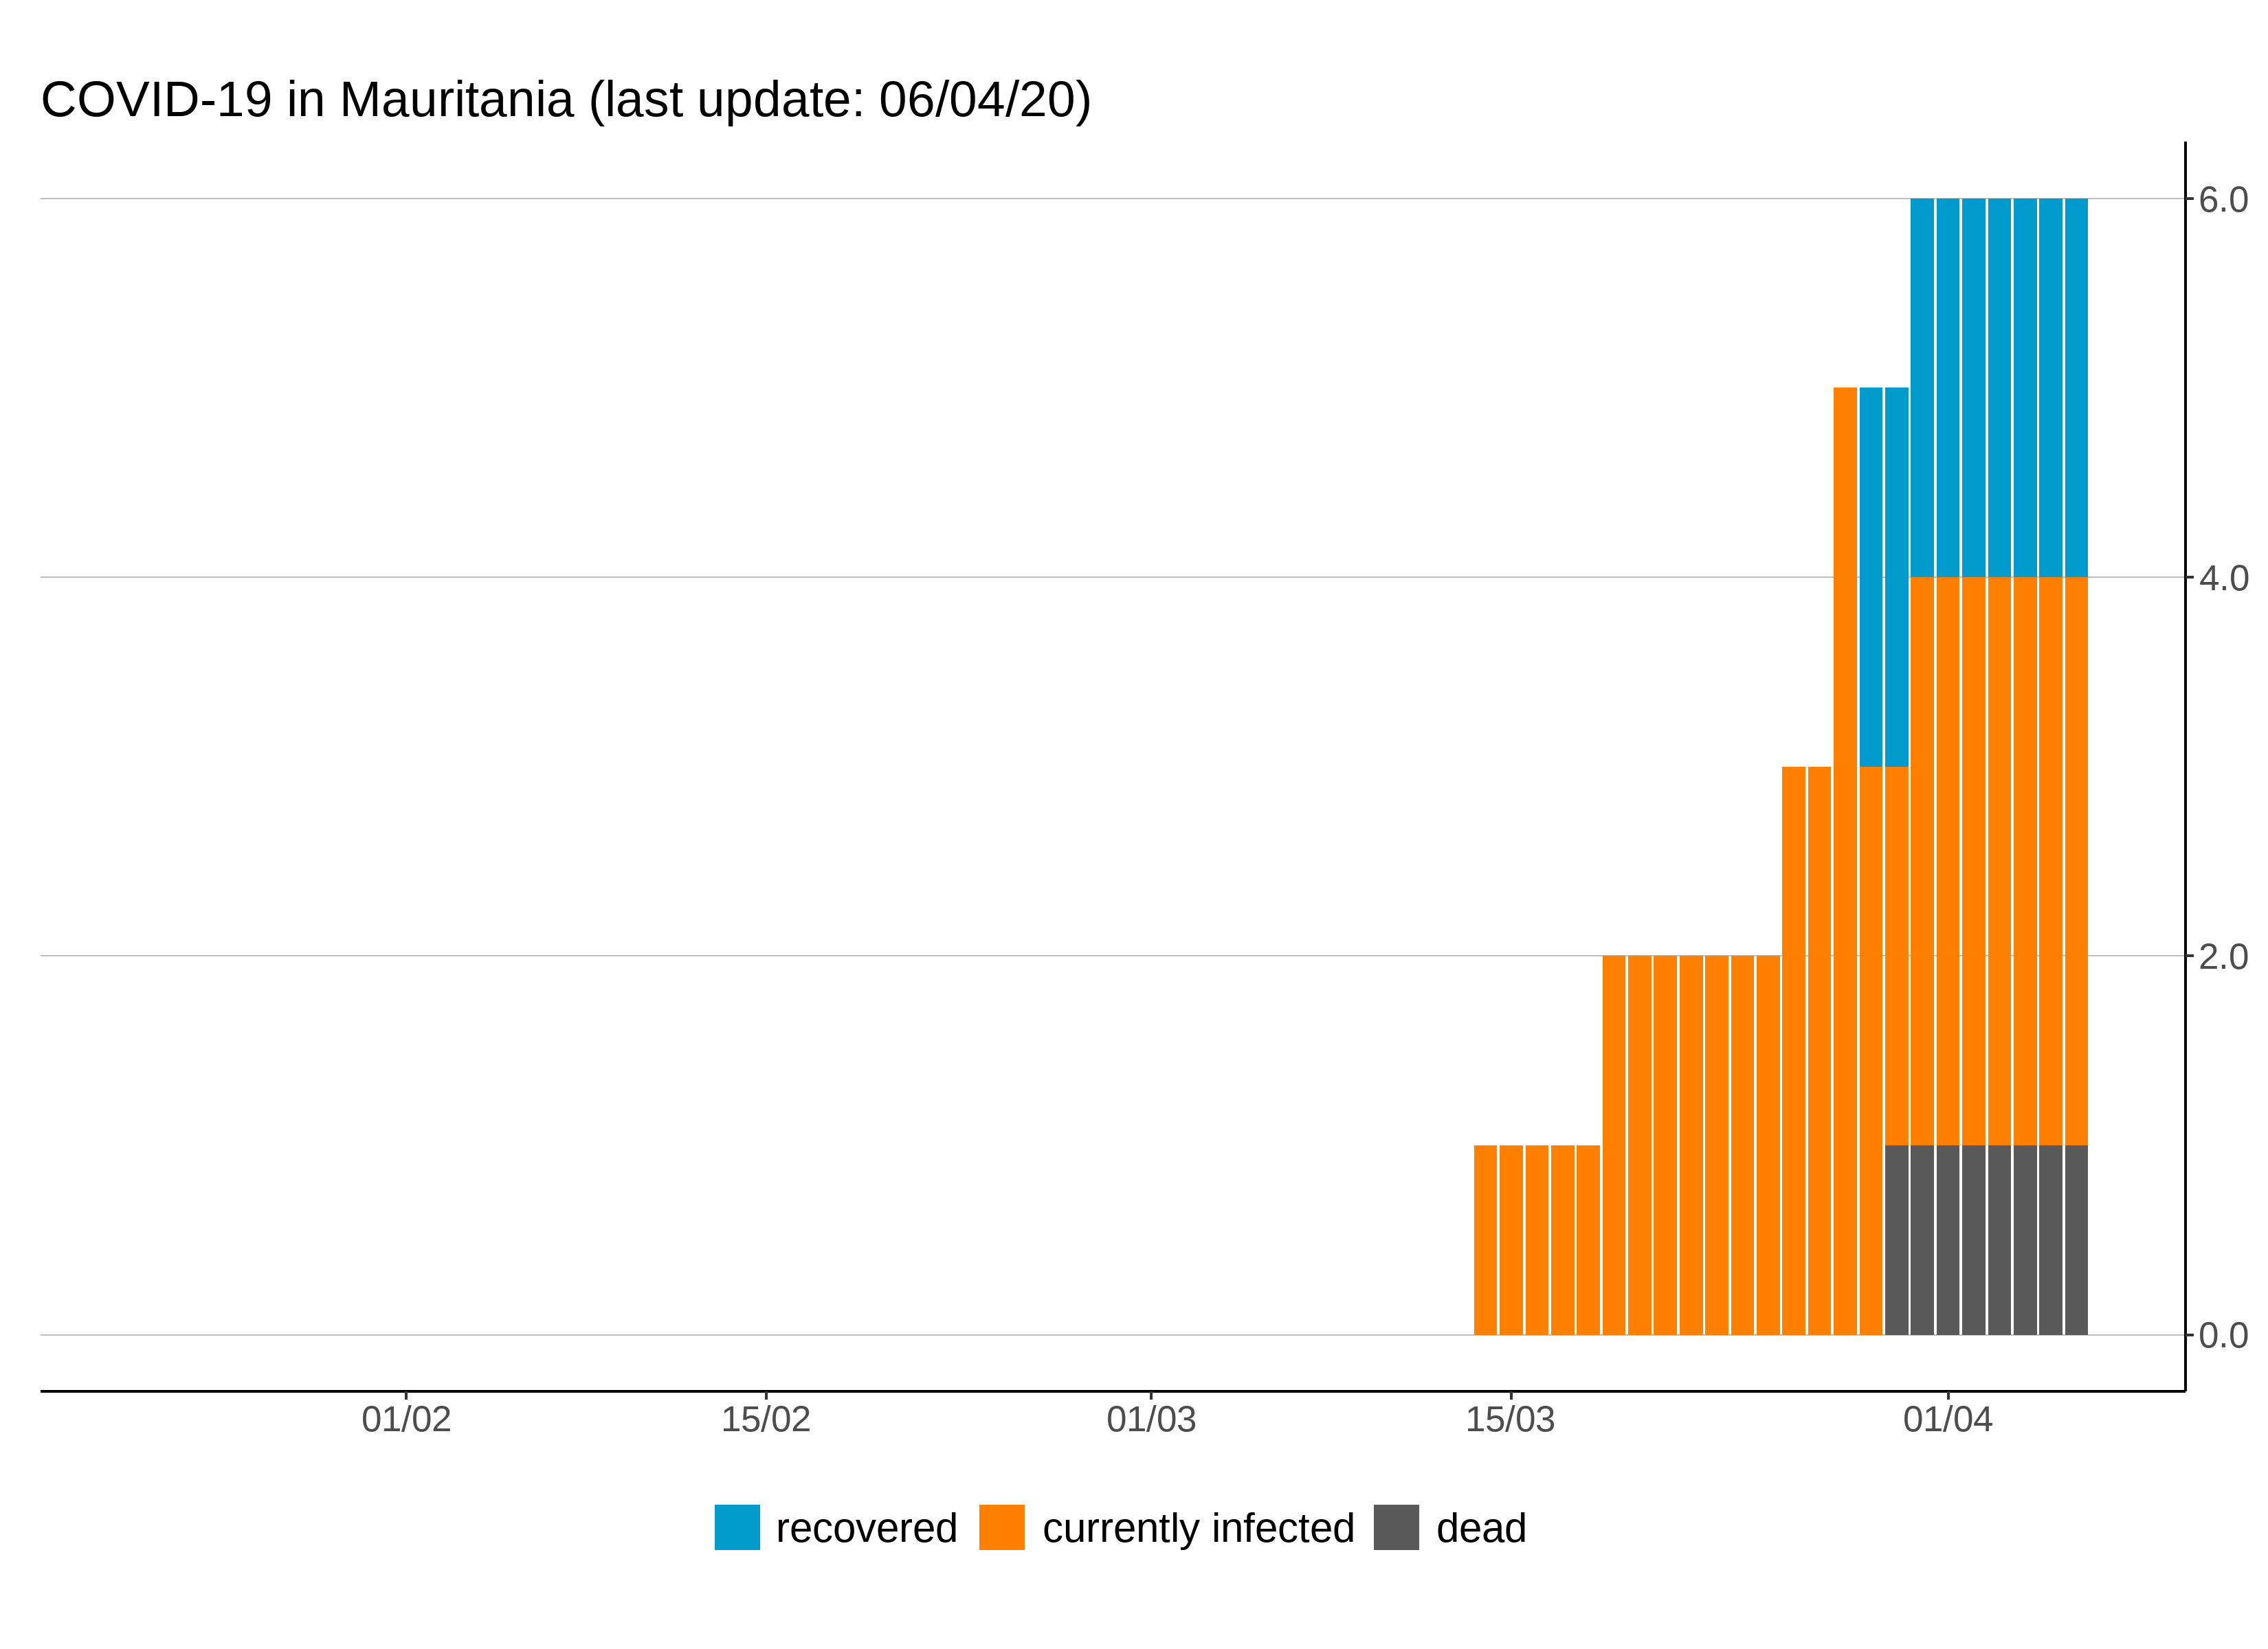 COVID-19 in Mauritania (last update: 06/04/20)
6.0
4.0
2.0
0.0
01/02 15/02 01/03 15/03 01/04
recovered currently infected dead